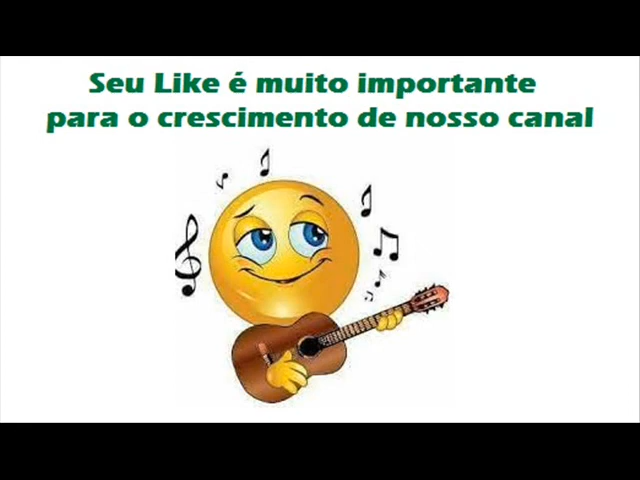 Seu Like é muito importante
para o crescimento de nosso canal